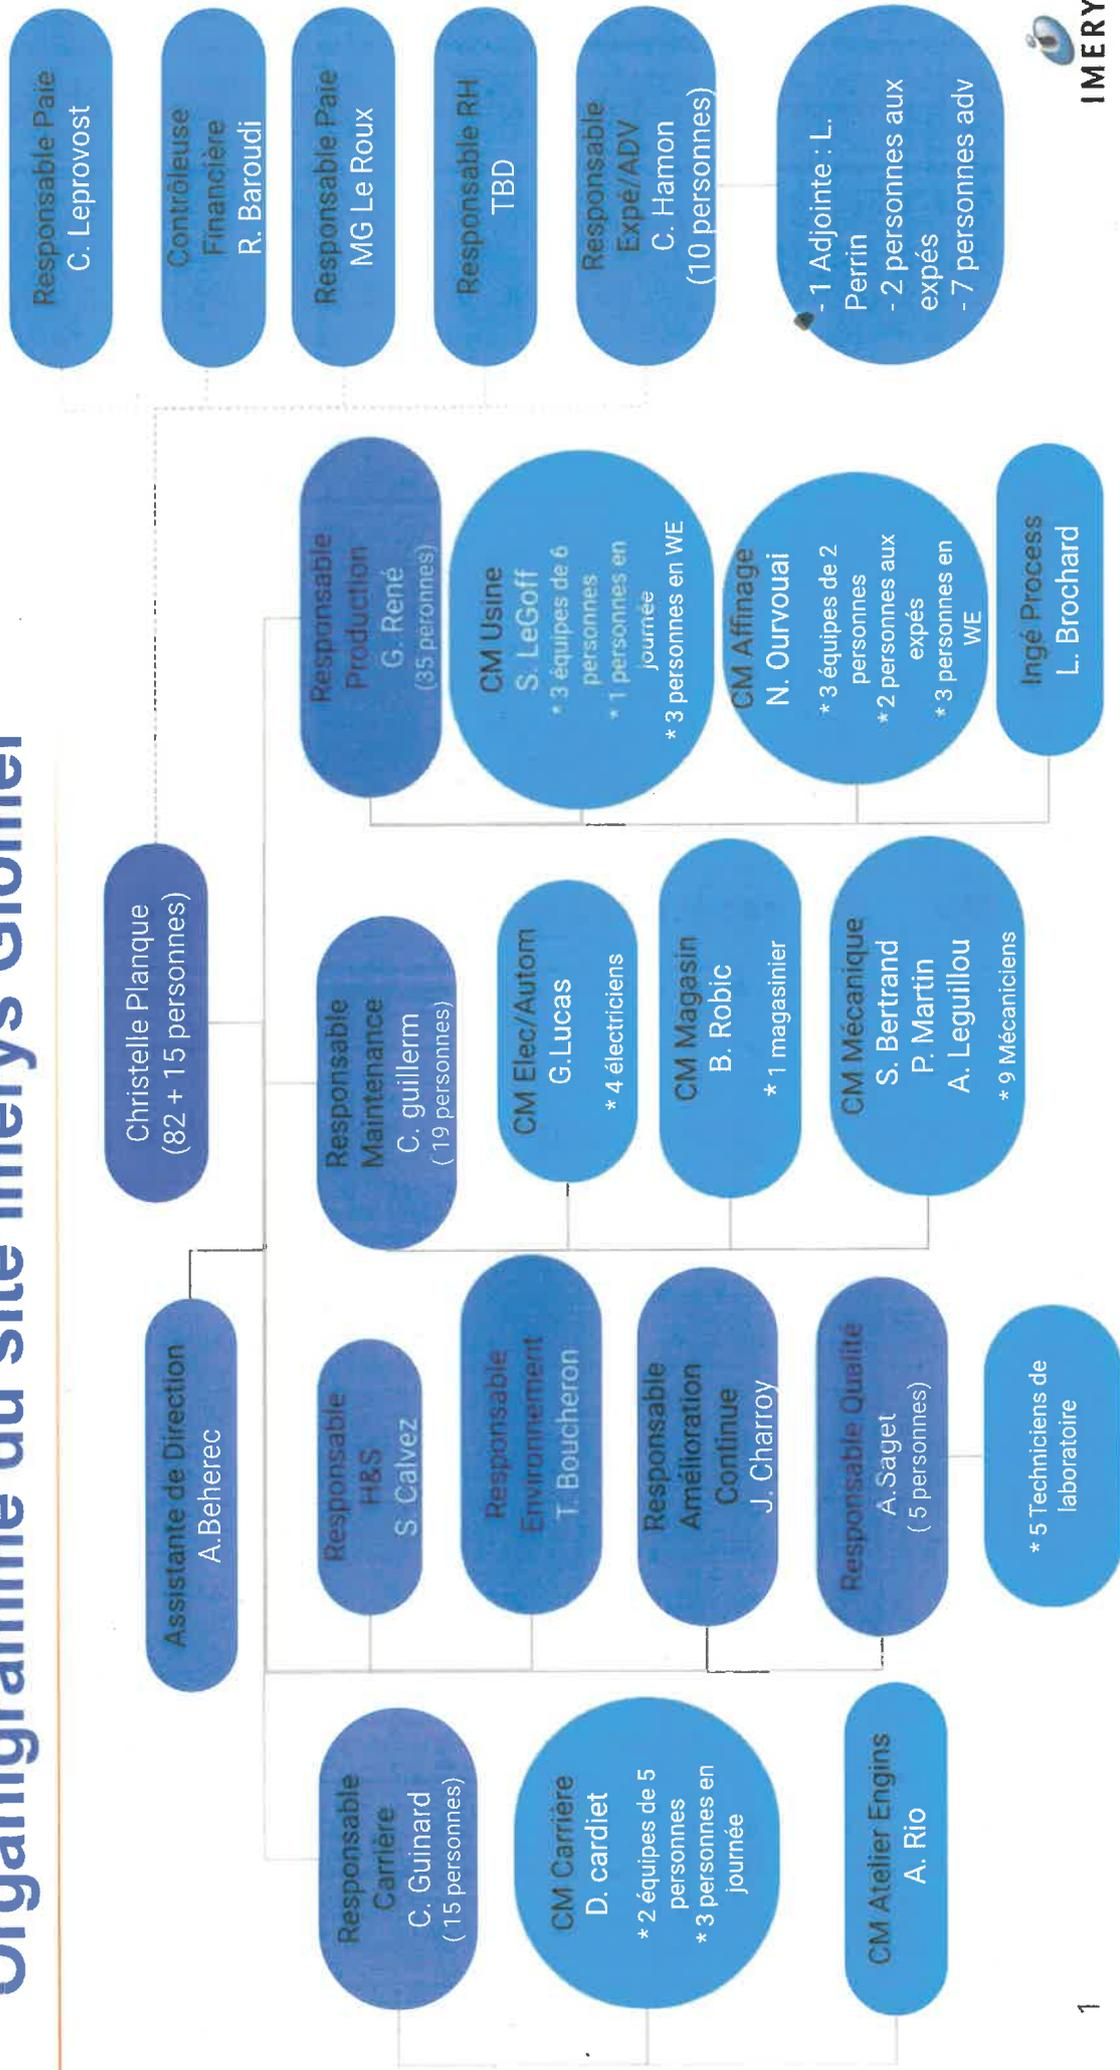 Organigramme du site Imerys Glomel
Christelle Planque
(82 + 15 personnes)
Assistante de Direction
A.Beherec
Responsable
Carrière
C. Guinard
(15 personnes)
CM Carrière
D. cardiet
* 2 équipes de 5
personnes
* 3 personnes en
journée
CM Atelier Engins
A. Rio
Responsable
H&S
S. Calvez
Responsable
Environnement
T. Boucheron
Responsable
Amélioration
Continue
J. Charroy
Responsable Qualité
A.Saget
( 5 personnes)
* 5 Techniciens de
laboratoire
Responsable
Maintenance
C. guillerm
( 19 personnes)
CM Elec/Autom
G.Lucas
* 4 électriciens
CM Magasin
B. Robic
* 1 magasinier
CM Mécanique
S. Bertrand
P. Martin
A. Leguillou
* 9 Mécaniciens
Responsable
Production
G. René
(35 peronnes)
CM Usine
S. LeGoff
* 3 équipes de 6
personnes
* 1 personnes en
journée
* 3 personnes en WE
CM Affinage
N. Ourvouai
* 3 équipes de 2
personnes
* 2 personnes aux
expés
* 3 personnes en
WE
Ingé Process
L. Brochard
Responsable Paie
C. Leprovost
Contrôleuse
Financière
R. Baroudi
Responsable Paie
MG Le Roux
Responsable RH
TBD
Responsable
Expé/ADV
C. Hamon
(10 personnes)
- 1 Adjointe : L.
Perrin
- 2 personnes aux
expés
- 7 personnes adv
1
IMERY